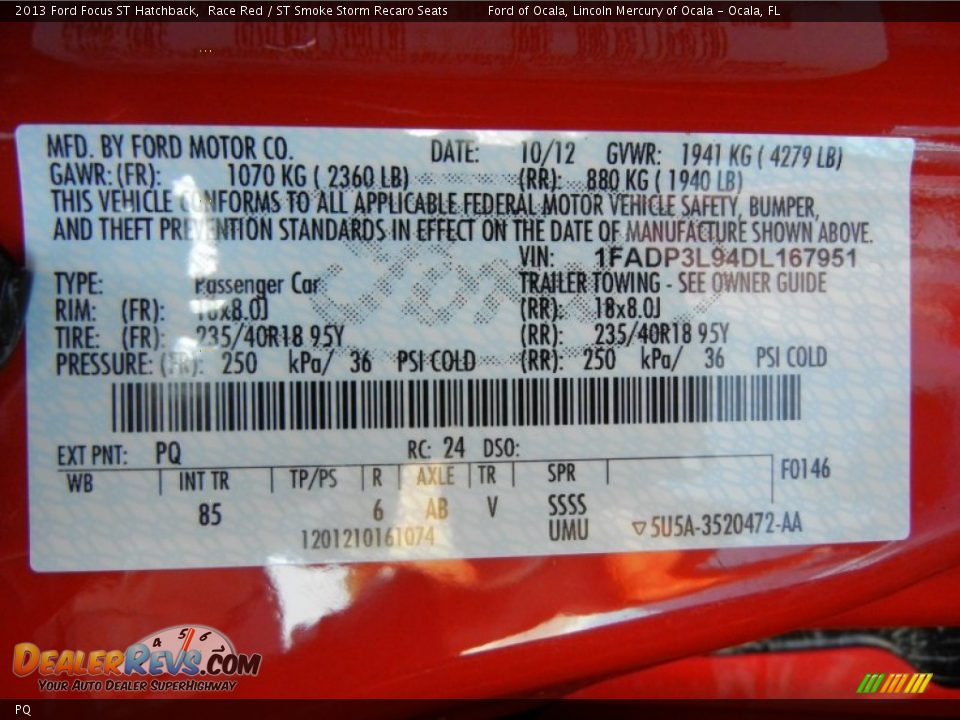 2013 Ford Focus ST Hatchback,  Race Red / ST Smoke Storm Recaro Seats    Ford of Ocala, Lincoln Mercury of Ocala - Ocala, FL
MFD. BY FORD MOTOR CO.    DATE:    10/12    GVWR:    1941 KG ( 4279 LB)
GAWR: (FR):    1070 KG ( 2360 LB)    (RR):    880 KG ( 1940 LB)
THIS VEHICLE CONFORMS TO ALL APPLICABLE FEDERAL MOTOR VEHICLE SAFETY, BUMPER,
AND THEFT PREVENTION STANDARDS IN EFFECT ON THE DATE OF MANUFACTURE SHOWN ABOVE.
VIN:    1FADP3L94DL167951
TYPE:    Passenger Car    TRAILER TOWING - SEE OWNER GUIDE
RIM:    (FR):    18x8.0J    (RR):    18x8.0J
TIRE:    (FR):    235/40R18 95Y    (RR):    235/40R18 95Y
PRESSURE: (FR):    250    kPa/    36    PSI COLD    (RR):    250    kPa/    36    PSI COLD
EXT PNT:    PQ    RC:  24    DSO:
WB    INT TR    TP/PS    R    AXLE    TR    SPR    F0146
85    6    AB    V    SSSS
1201210161074    UMU    5U5A-3520472-AA
4 5 6
DealerRevs.com
Your Auto Dealer SuperHighway
PQ